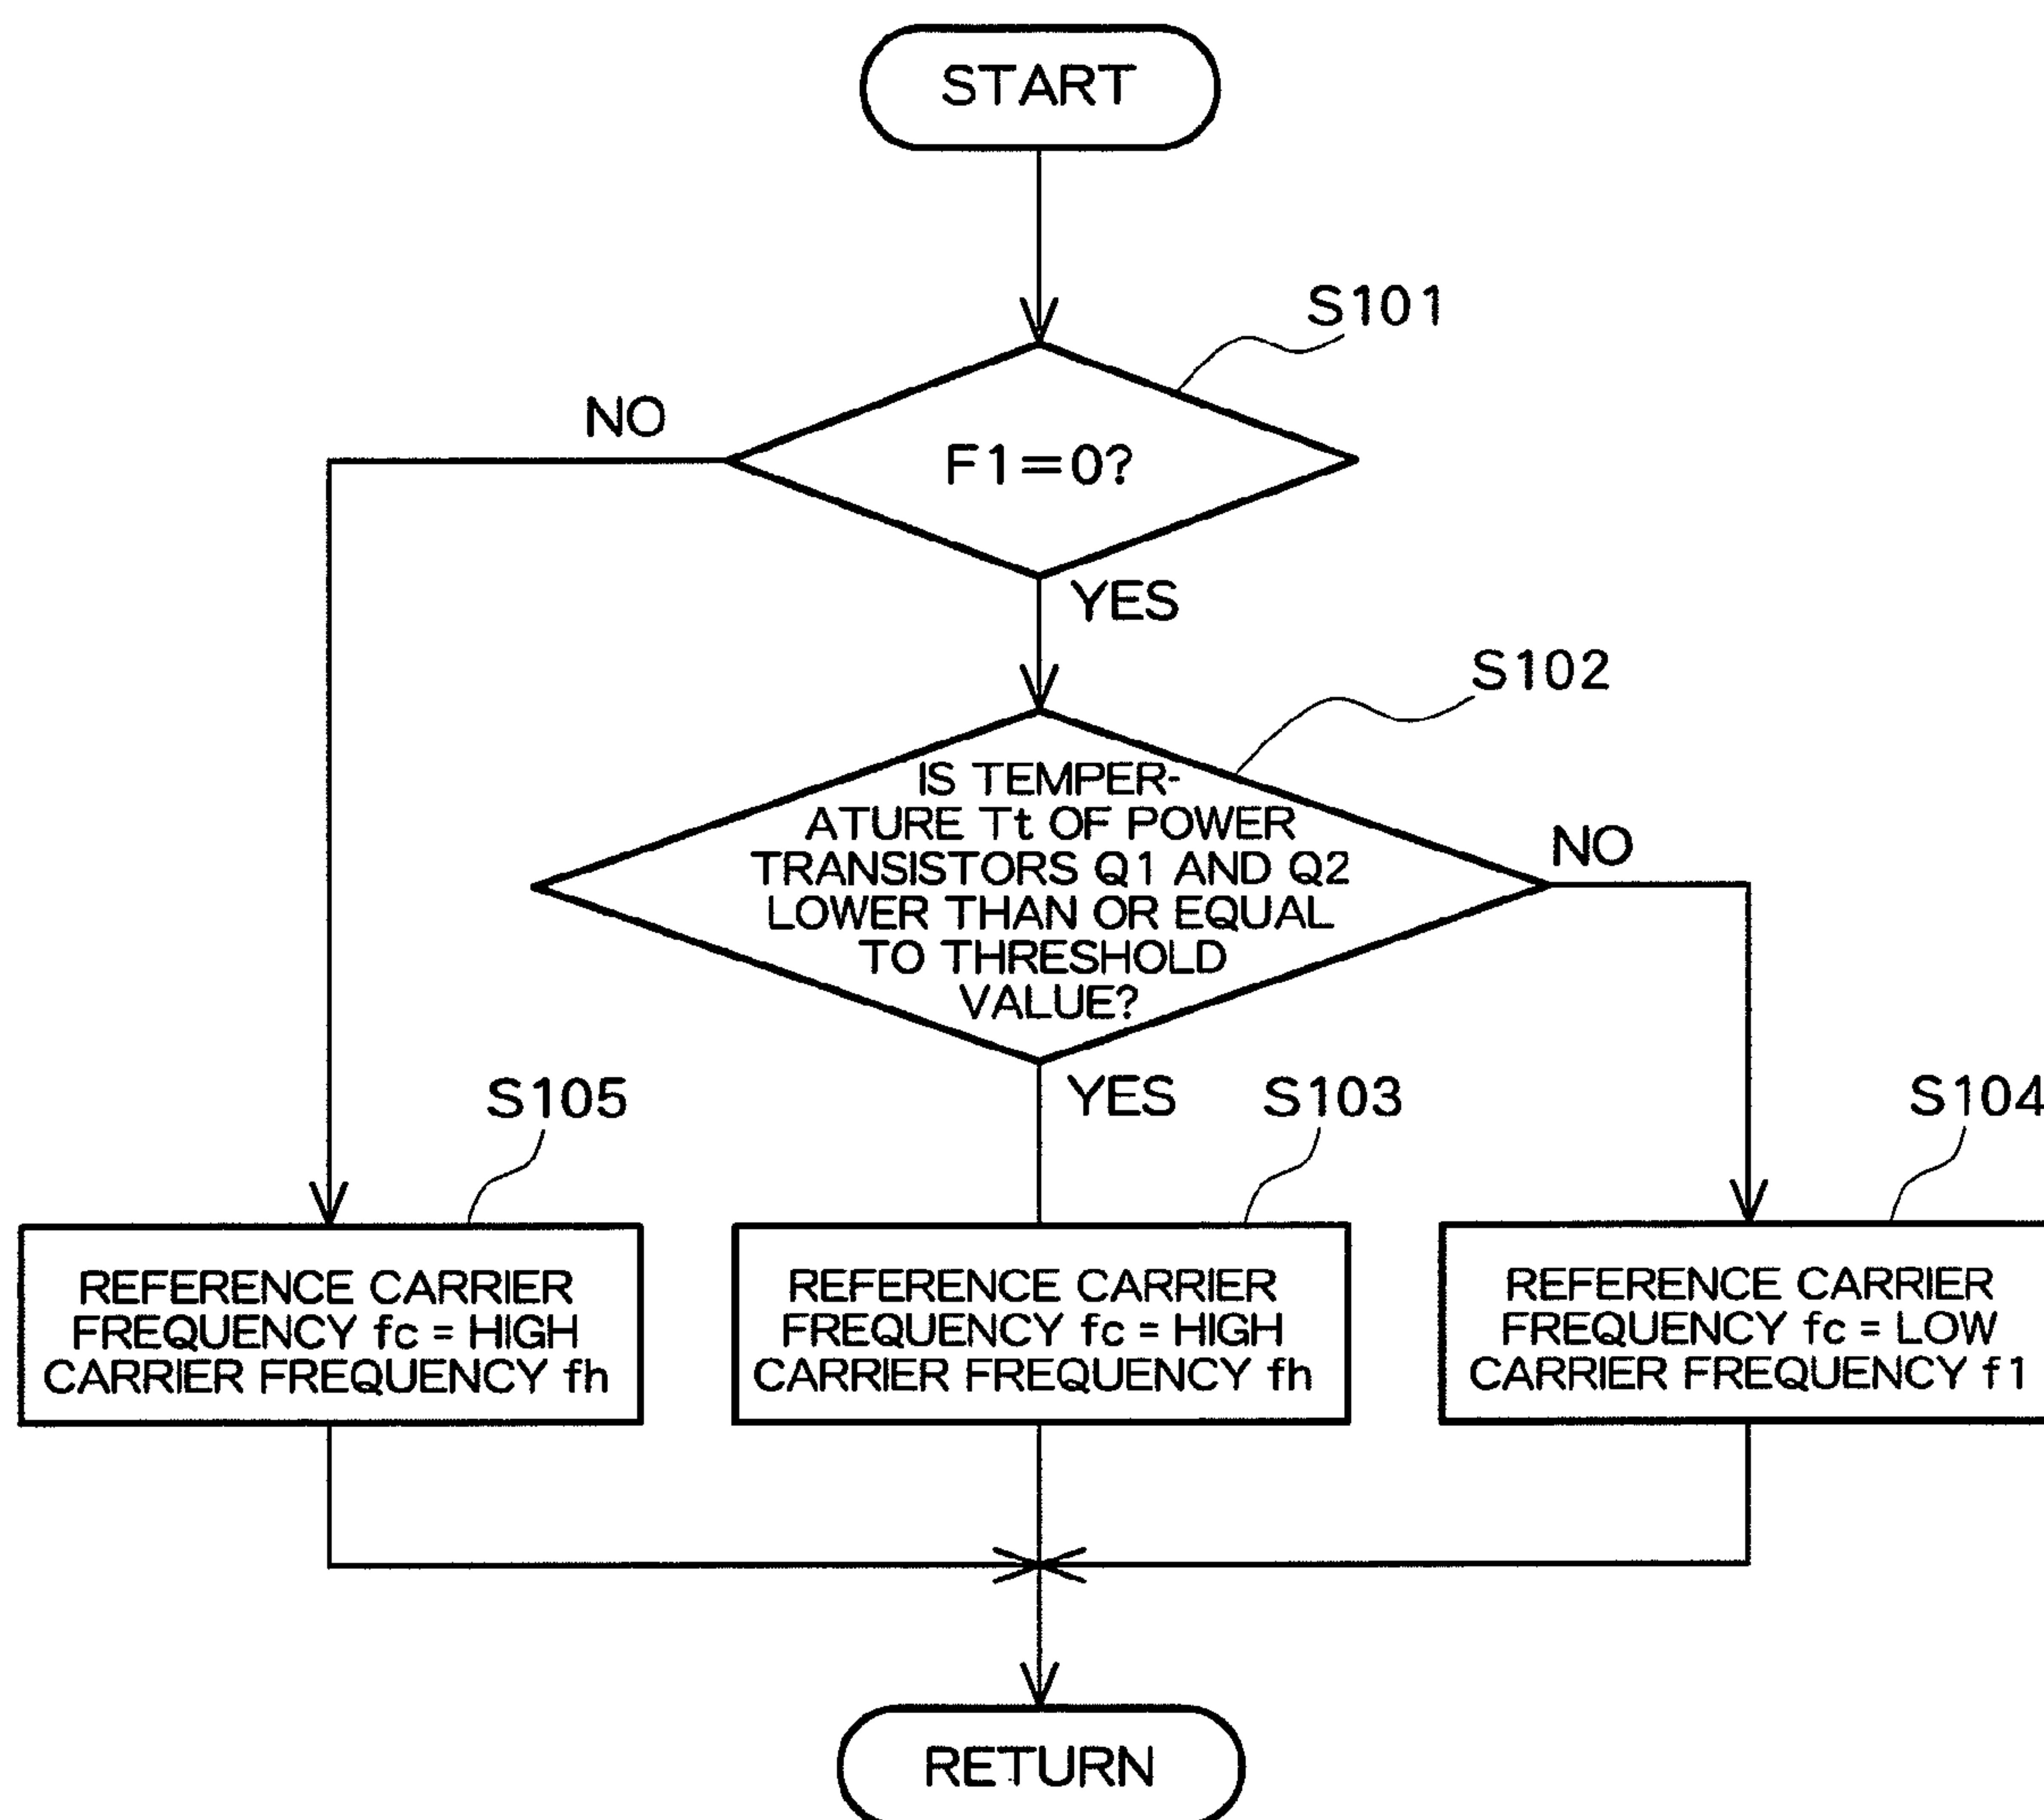 START
S101
NO
F1=0?
YES
S102
IS TEMPER-
ATURE Tt OF POWER
TRANSISTORS Q1 AND Q2
LOWER THAN OR EQUAL
TO THRESHOLD
VALUE?
NO
YES
S105
S103
S104
REFERENCE CARRIER
FREQUENCY fc = HIGH
CARRIER FREQUENCY fh
REFERENCE CARRIER
FREQUENCY fc = HIGH
CARRIER FREQUENCY fh
REFERENCE CARRIER
FREQUENCY fc = LOW
CARRIER FREQUENCY f1
RETURN